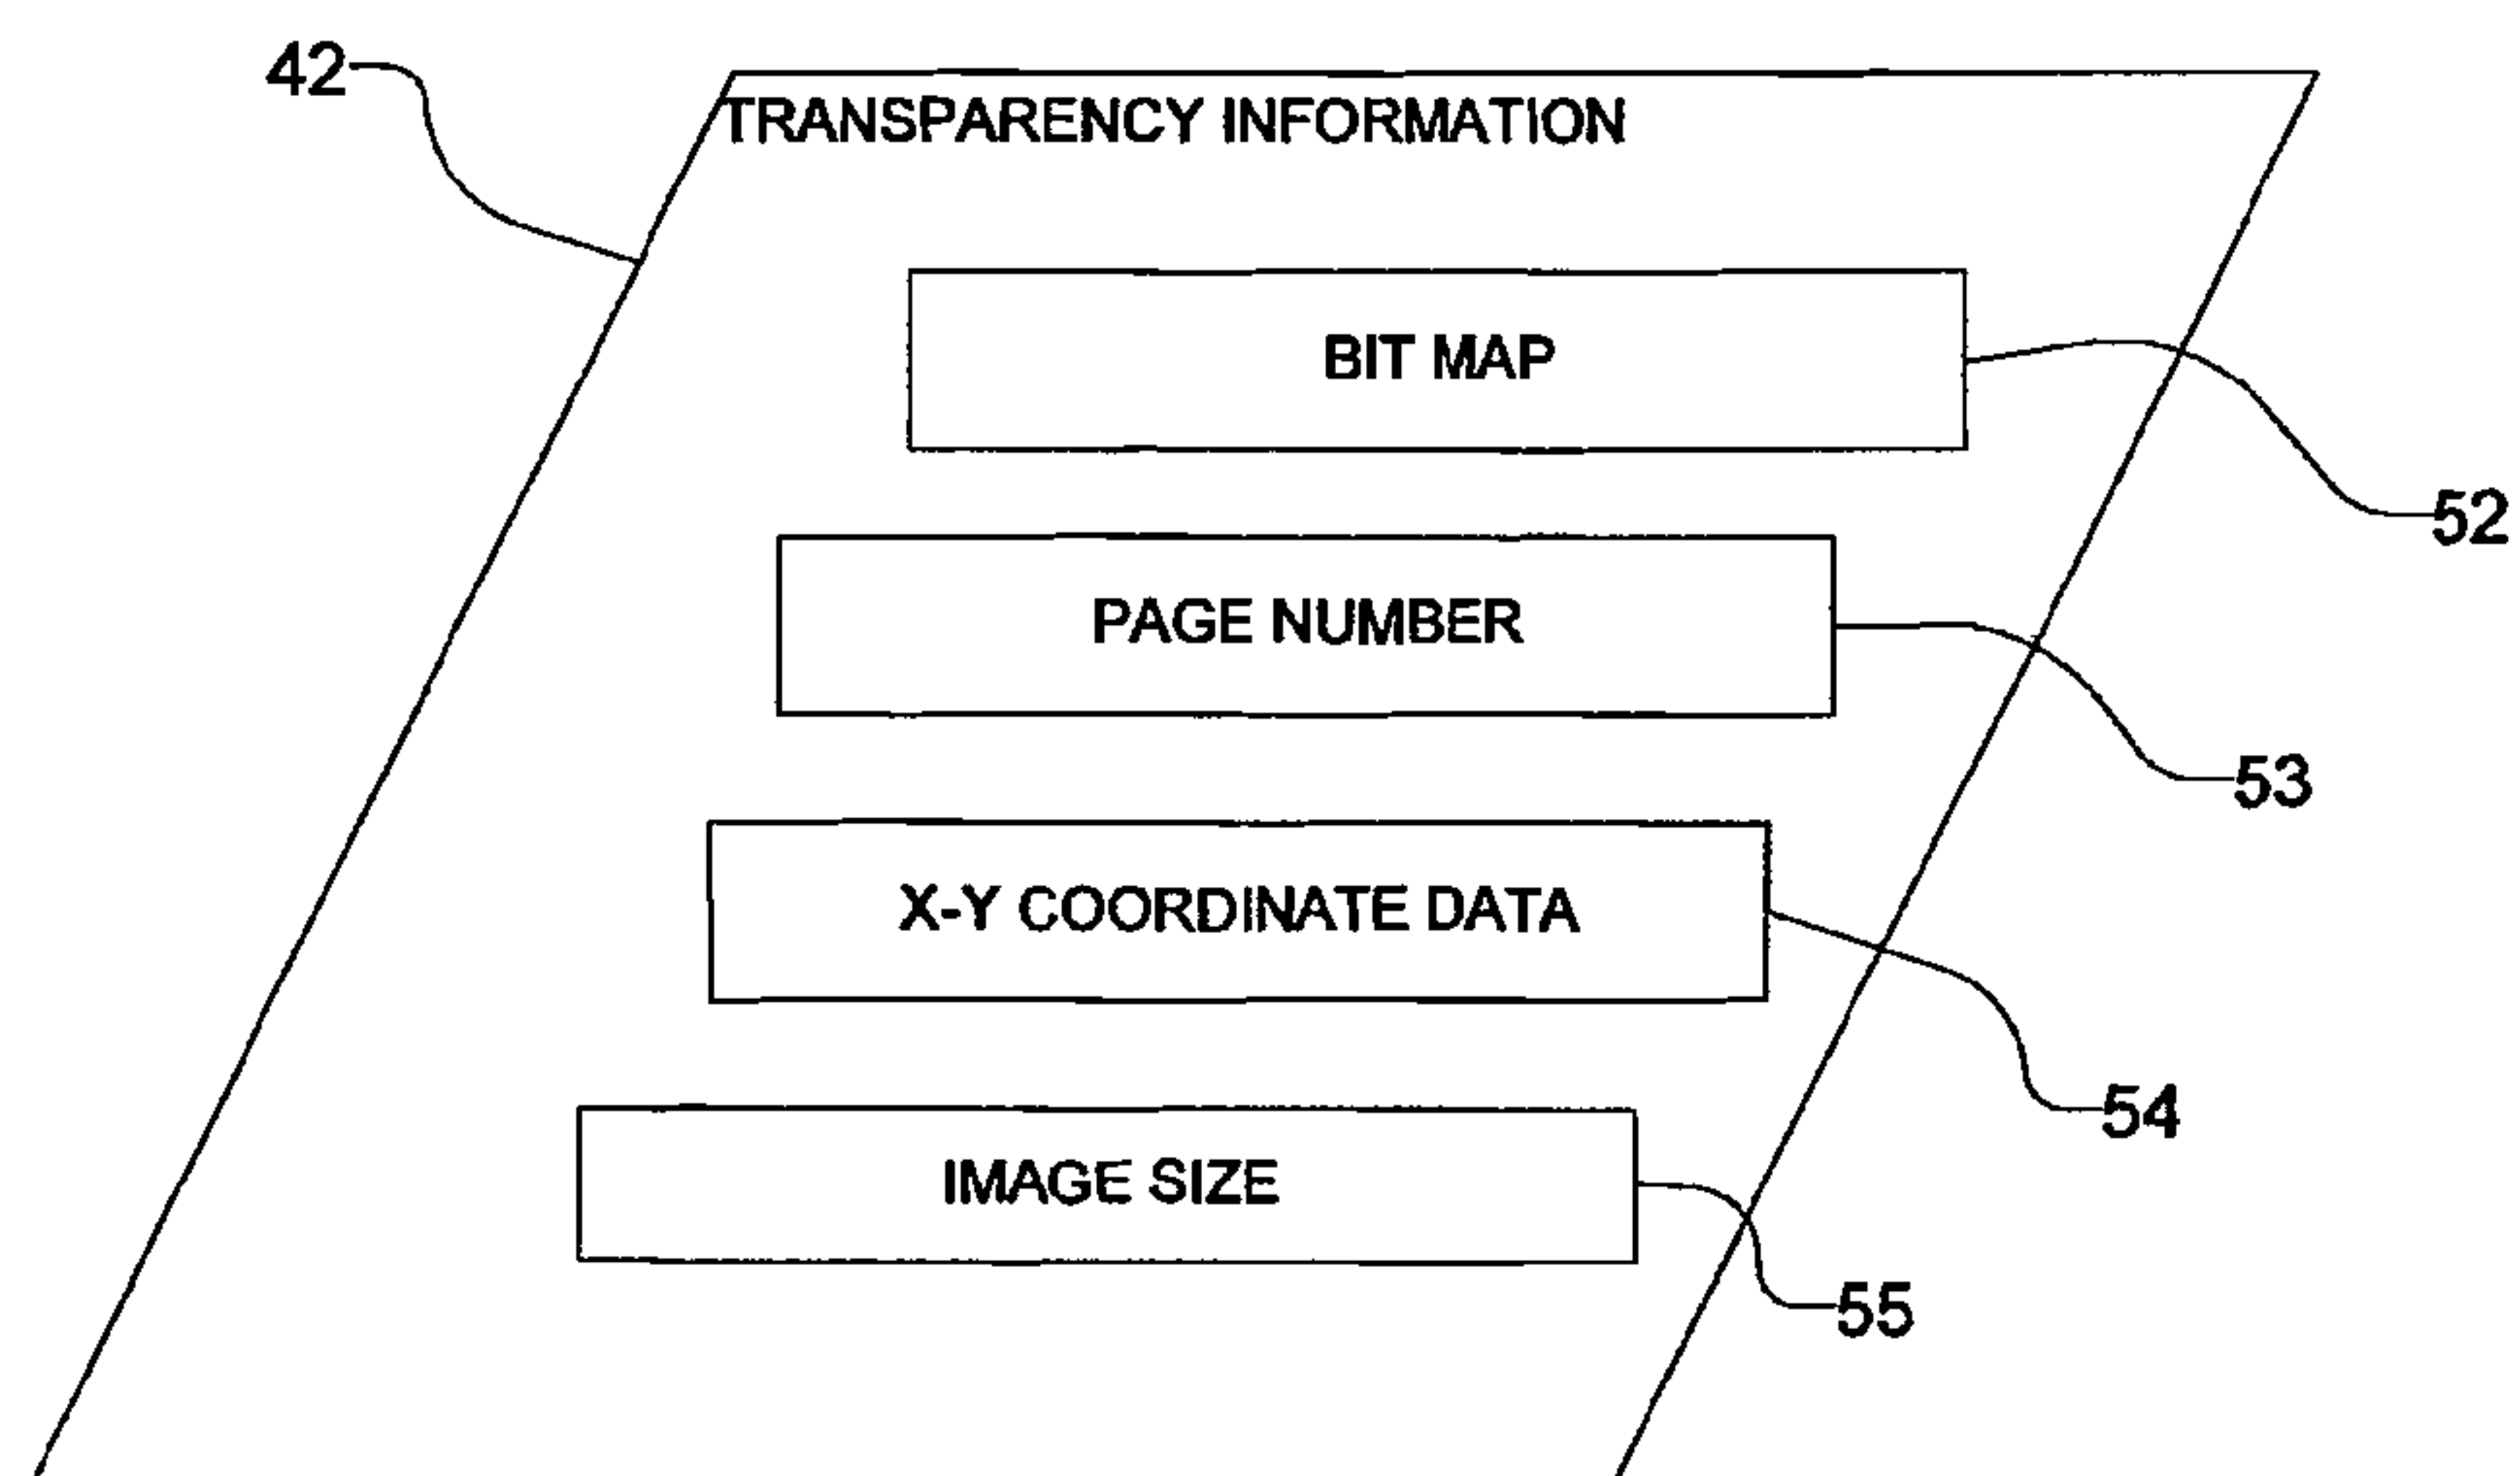 42
TRANSPARENCY INFORMATION
BIT MAP
52
PAGE NUMBER
53
X-Y COORDINATE DATA
54
IMAGE SIZE
55